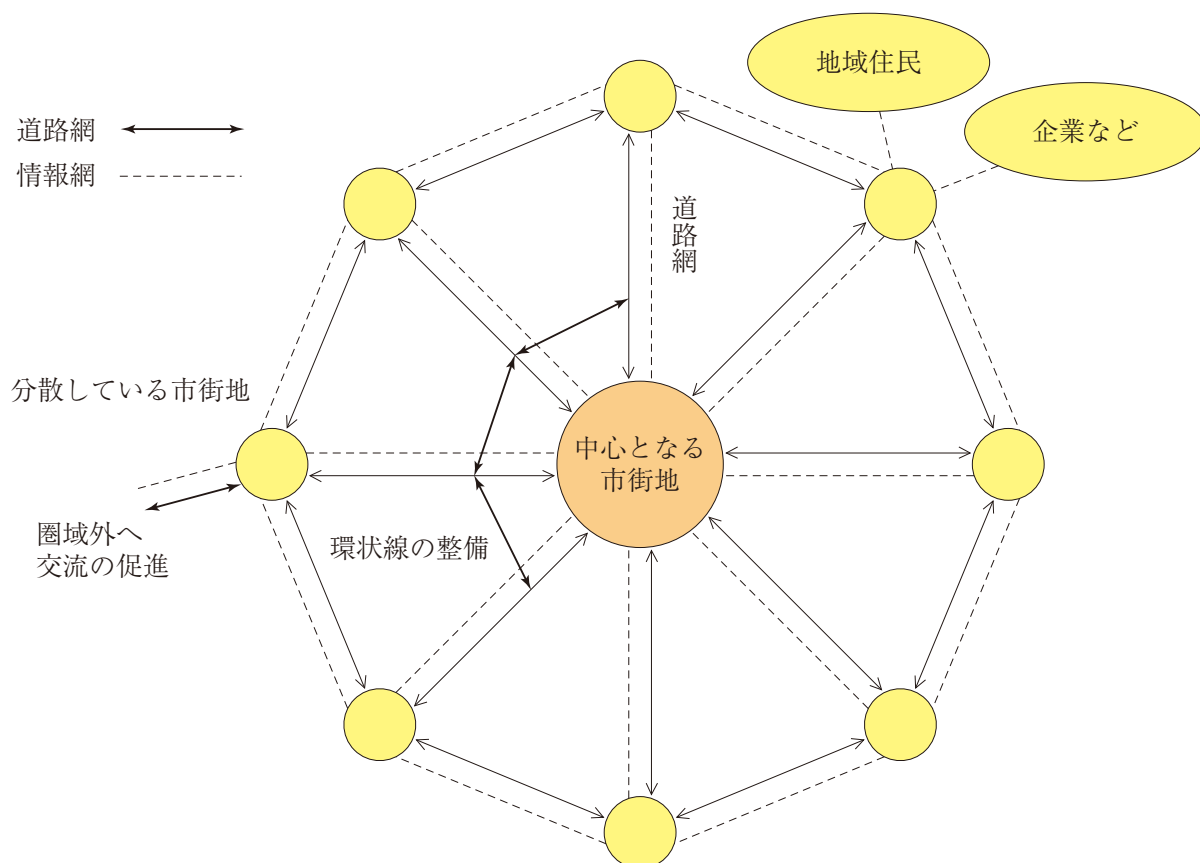 地域住民
企業など
道路網
情報網
道路網
分散している市街地
中心となる
市街地
圏域外へ
交流の促進
環状線の整備